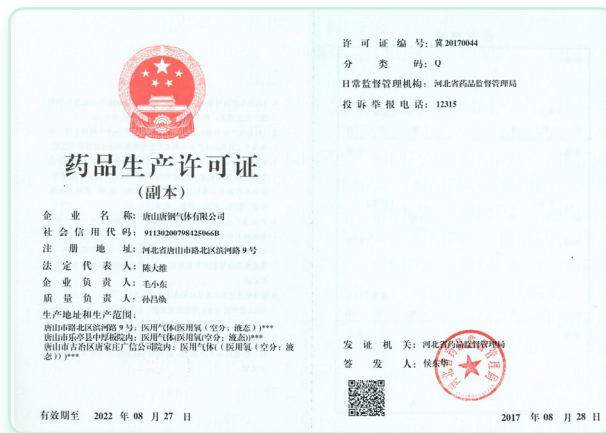 药品生产许可证
(副本)
企业名称: 唐山唐钢气体有限公司
社会信用代码: 91130200798425066B
注册地址: 河北省唐山市路北区滨河路9号
法定代表人: 陈大维
企业负责人: 毛小东
质量负责人: 孙昌焕
生产地址和生产范围:
唐山市路北区滨河路9号: 医用气体(医用氧(空分: 液态))***
唐山市乐亭县中厚板院内: 医用气体(医用氧(空分: 液态))***
唐山市古冶区唐家庄广信公司院内: 医用气体((医用氧(空分: 液
态)))***
有效期至 2022 年 08 月 27 日
许可证编号: 冀20170044
分类码: Q
日常监督管理机构: 河北省药品监督管理局
投诉举报电话: 12315
发证机关: 河北省药品监督管理局
签发人: 侯东华
河北省药品监督管理局
2017 年 08 月 28 日